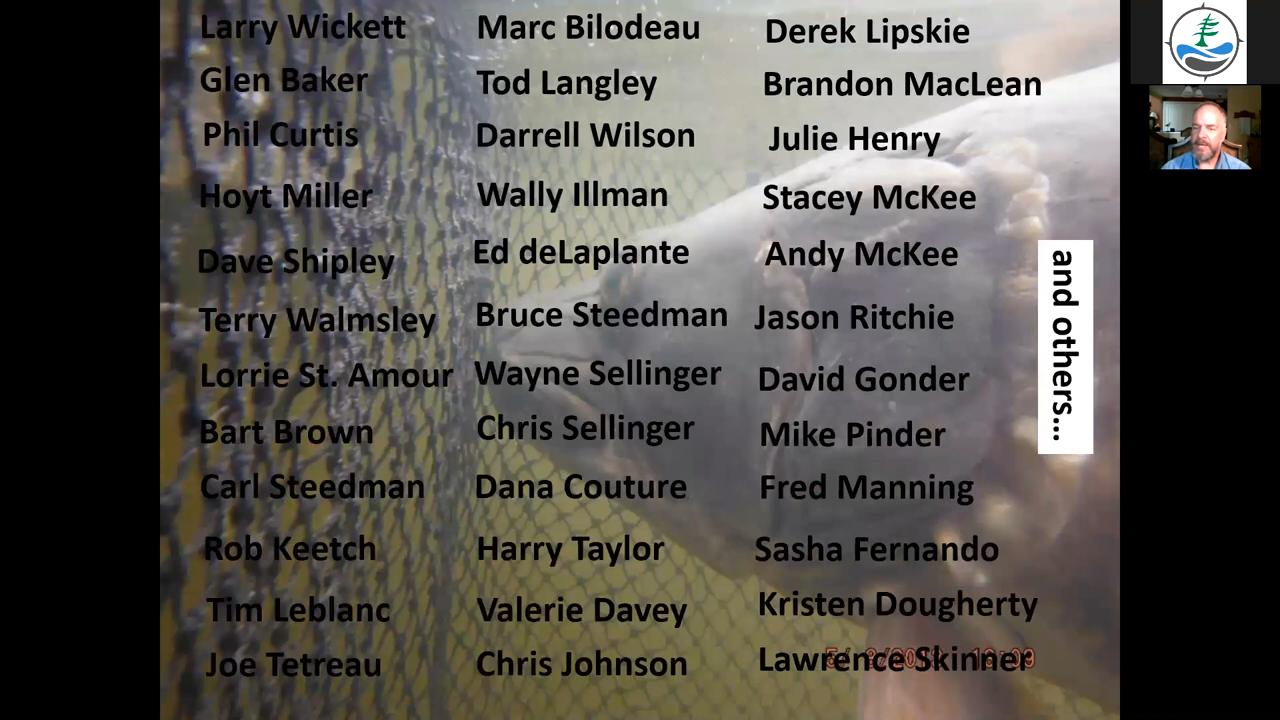 Larry Wickett
Glen Baker
Phil Curtis
Hoyt Miller
Dave Shipley
Terry Walmsley
Lorrie St. Amour
Bart Brown
Carl Steedman
Rob Keetch
Tim Leblanc
Joe Tetreau
Marc Bilodeau
Tod Langley
Darrell Wilson
Wally Illman
Ed deLaplante
Bruce Steedman
Wayne Sellinger
Chris Sellinger
Dana Couture
Harry Taylor
Valerie Davey
Chris Johnson
Derek Lipskie
Brandon MacLean
Julie Henry
Stacey McKee
Andy McKee
Jason Ritchie
David Gonder
Mike Pinder
Fred Manning
Sasha Fernando
Kristen Dougherty
Lawrence Skinner
and others...